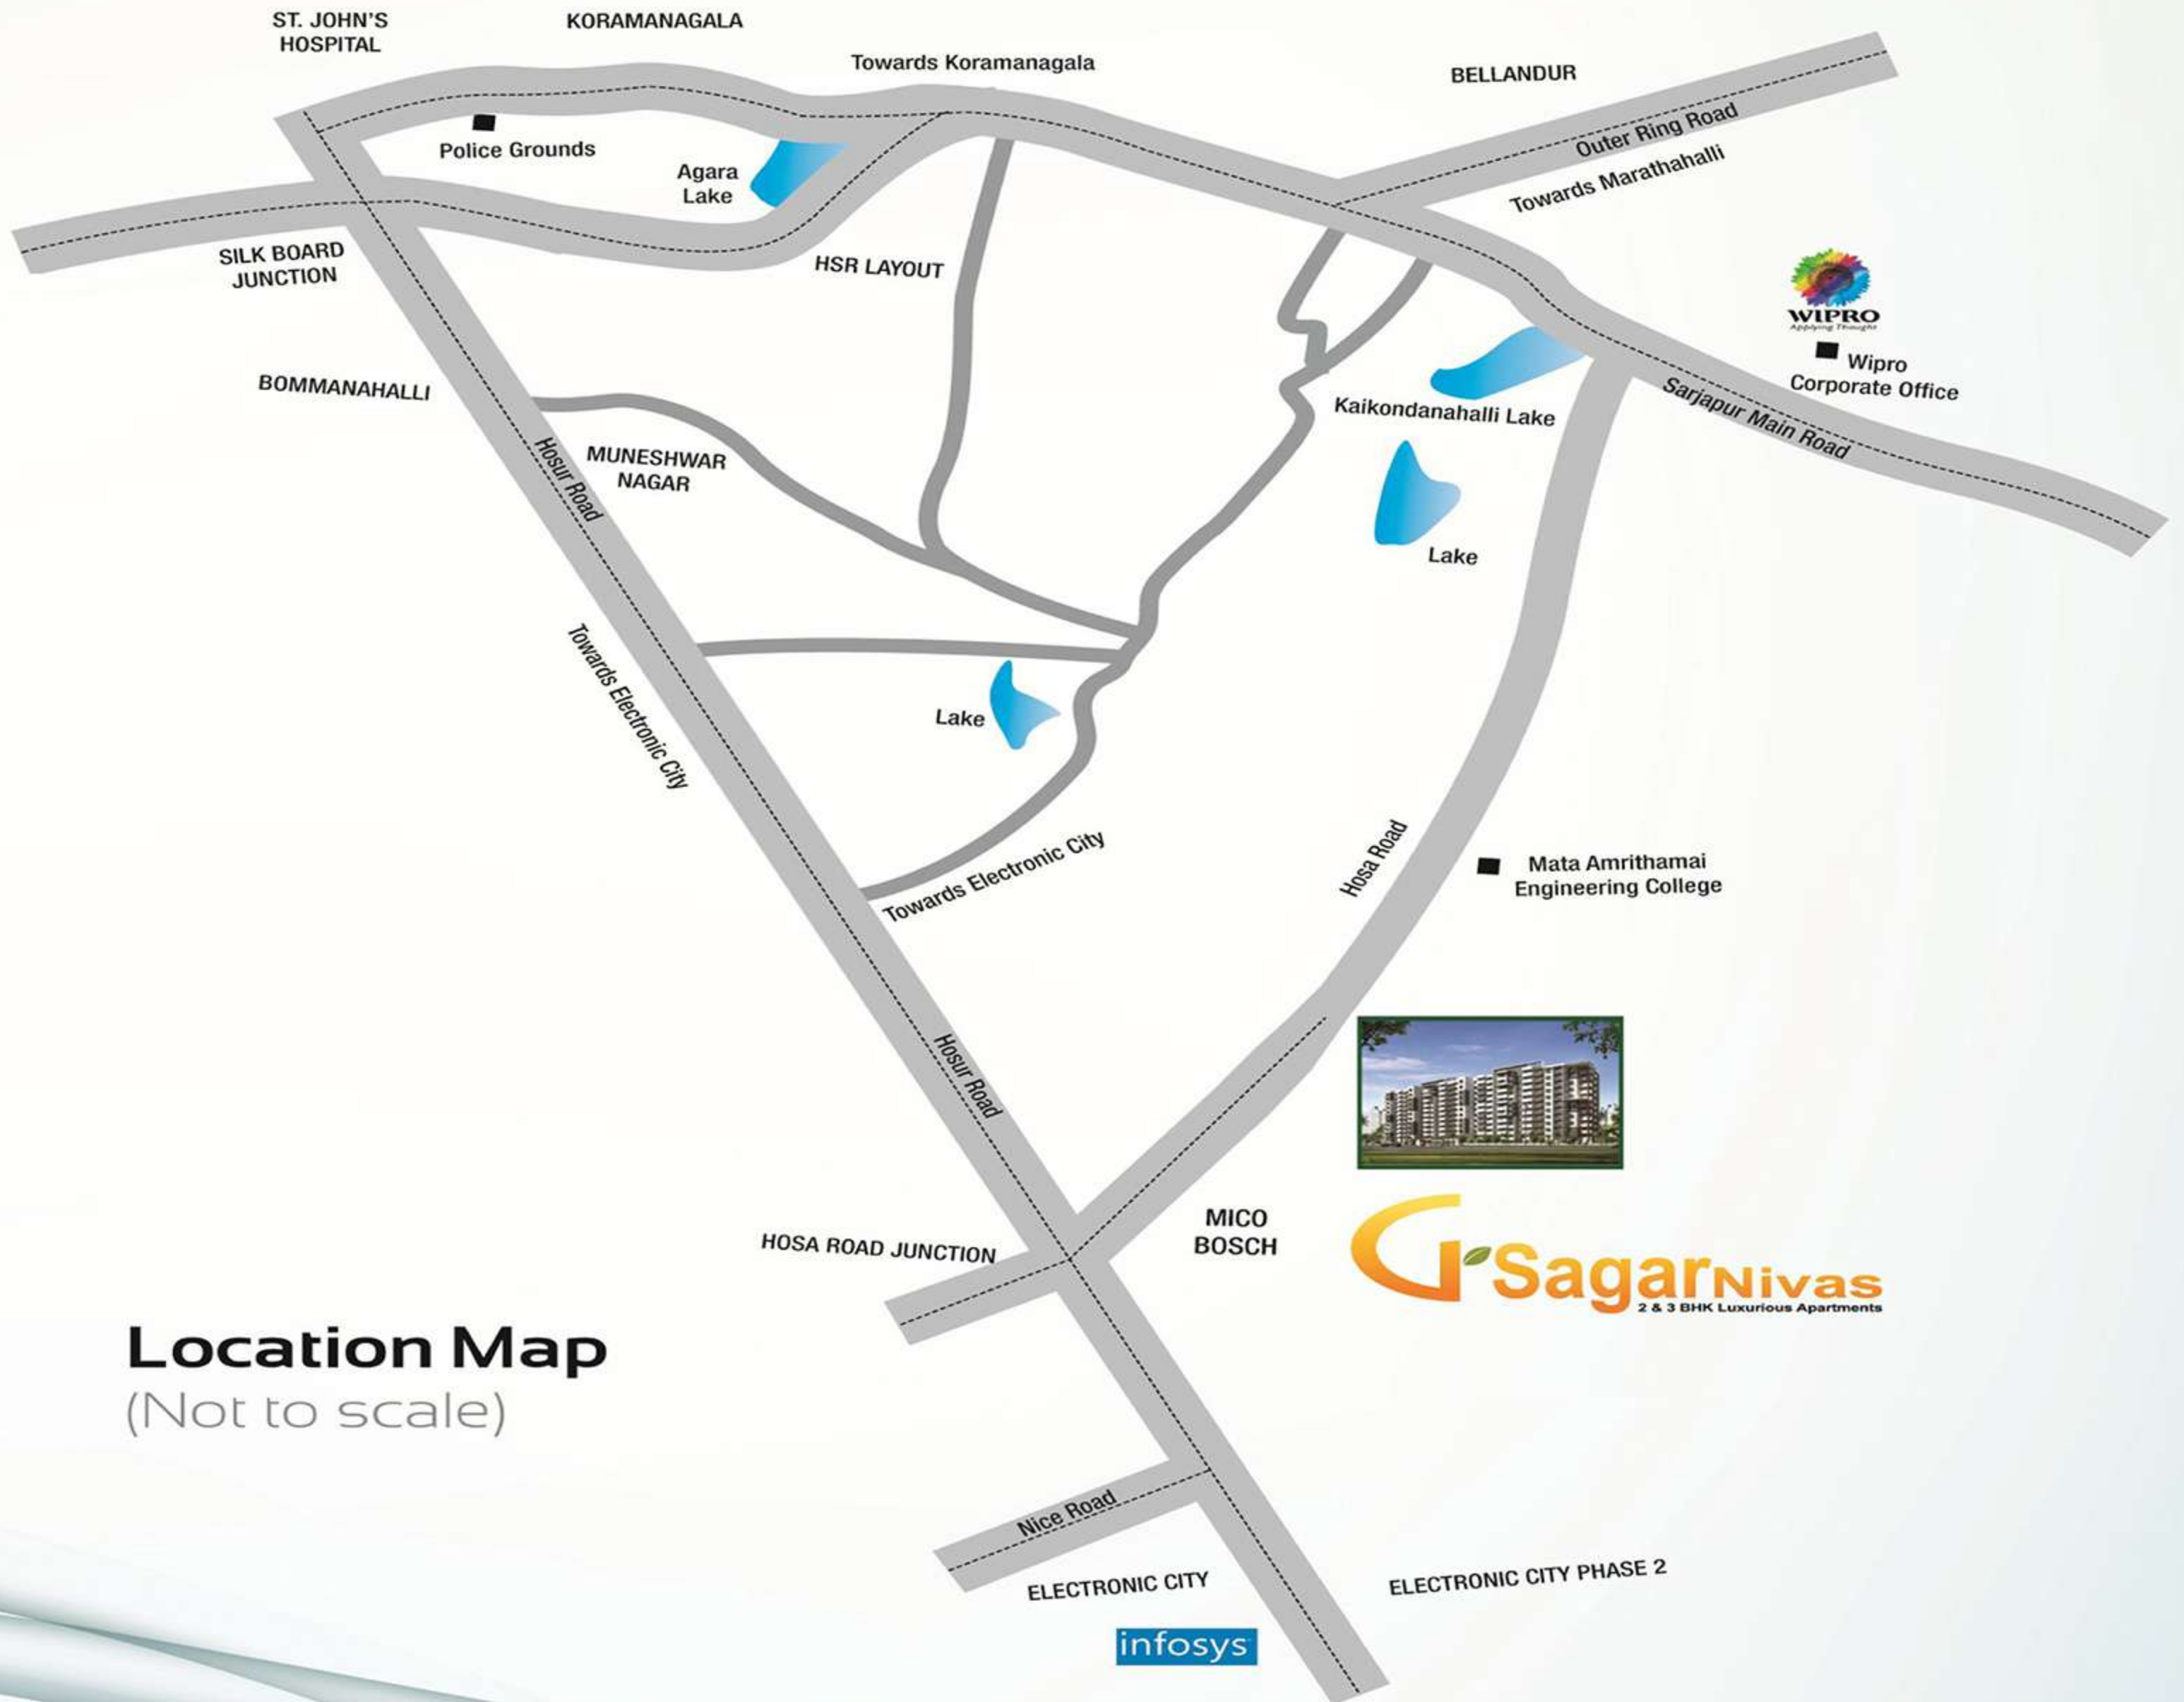 ST. JOHN'S
HOSPITAL
KORAMANAGALA
Towards Koramanagala
BELLANDUR
Outer Ring Road
Towards Marathahalli
Police Grounds
Agara
Lake
SILK BOARD
JUNCTION
HSR LAYOUT
WIPRO
Applying Thought
Wipro
Corporate Office
Sarjapur Main Road
BOMMANAHALLI
Kaikondanahalli Lake
Hosur Road
MUNESHWAR
NAGAR
Lake
Towards Electronic City
Lake
Towards Electronic City
Hosa Road
Mata Amrithamai
Engineering College
Hosur Road
MICO
BOSCH
HOSA ROAD JUNCTION
G SagarNivas
2 & 3 BHK Luxurious Apartments
Location Map
(Not to scale)
Nice Road
ELECTRONIC CITY
ELECTRONIC CITY PHASE 2
infosys